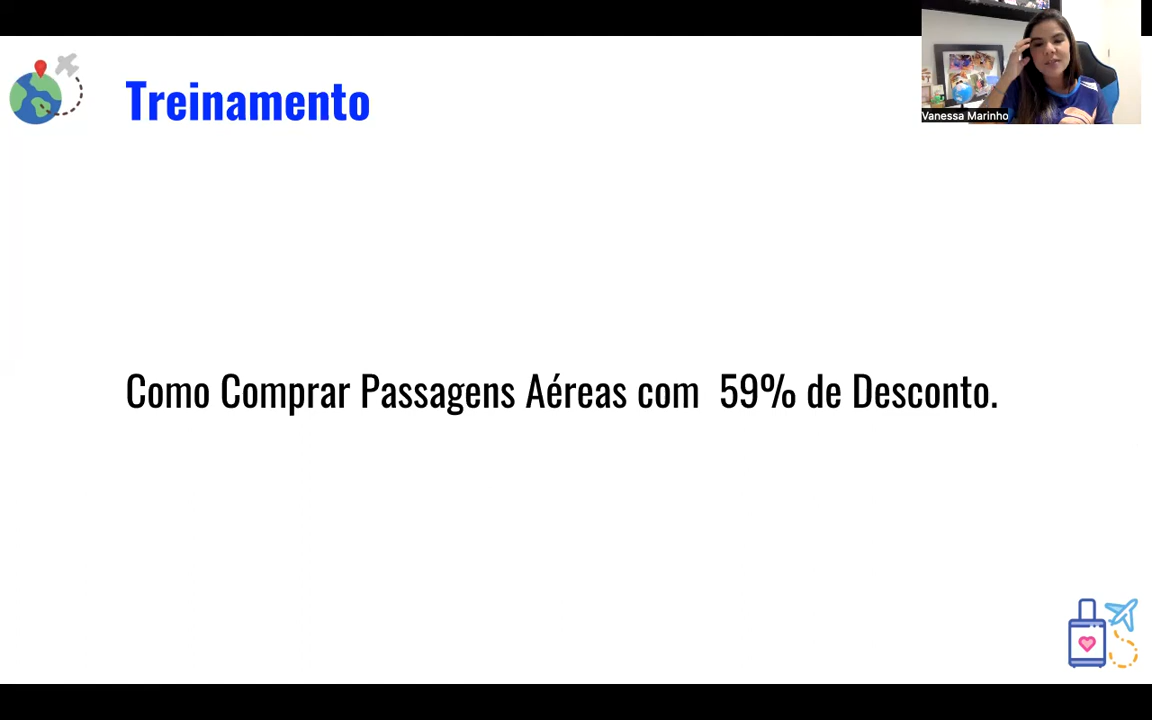 Treinamento
Vanessa Marinho
Como Comprar Passagens Aéreas com 59% de Desconto.